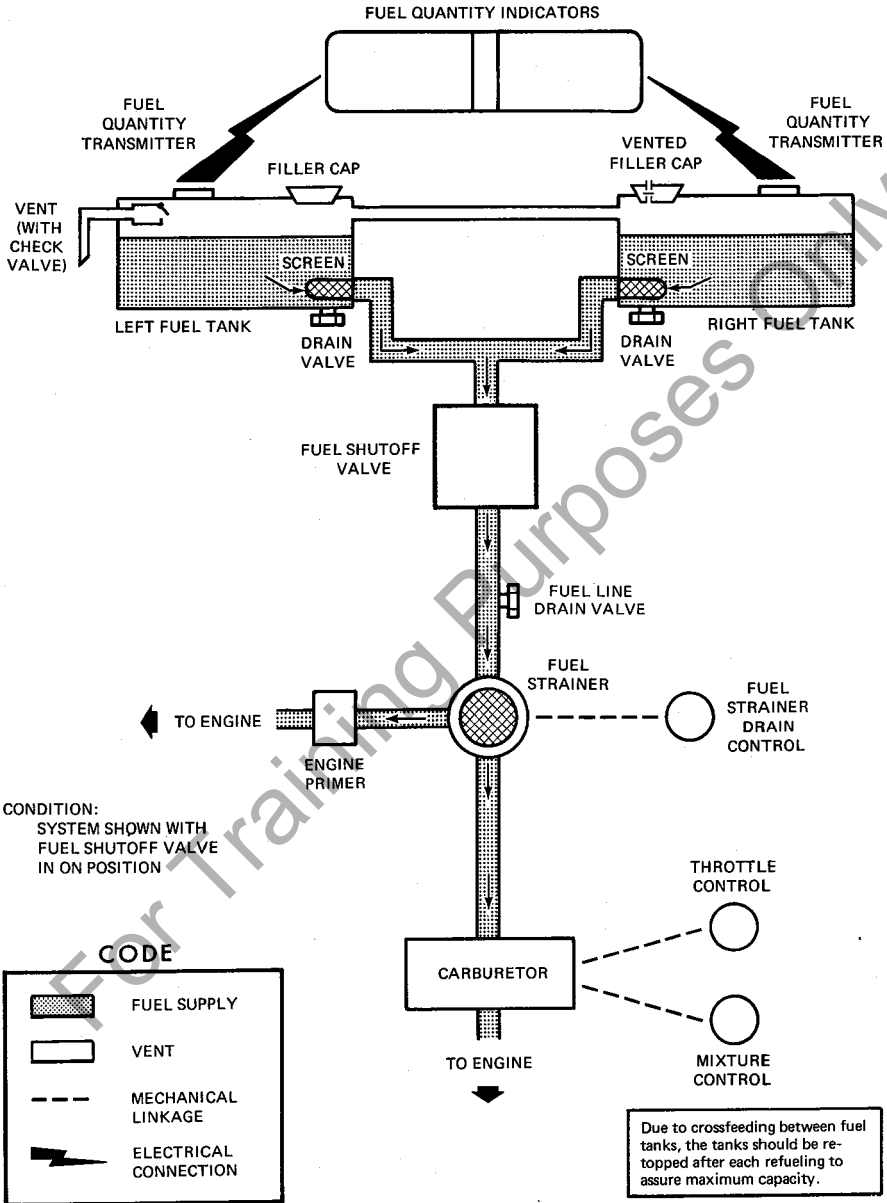 FUEL QUANTITY INDICATORS
FUEL
QUANTITY
TRANSMITTER
FUEL
QUANTITY
TRANSMITTER
FILLER CAP
VENTED
FILLER CAP
VENT
(WITH
CHECK
VALVE)
SCREEN
SCREEN
LEFT FUEL TANK
RIGHT FUEL TANK
DRAIN
VALVE
DRAIN
VALVE
FUEL SHUTOFF
VALVE
FUEL LINE
DRAIN VALVE
FUEL
STRAINER
FUEL
STRAINER
DRAIN
CONTROL
TO ENGINE
ENGINE
PRIMER
CONDITION:
SYSTEM SHOWN WITH
FUEL SHUTOFF VALVE
IN ON POSITION
THROTTLE
CONTROL
CARBURETOR
TO ENGINE
MIXTURE
CONTROL
CODE
FUEL SUPPLY
VENT
MECHANICAL
LINKAGE
ELECTRICAL
CONNECTION
Due to crossfeeding between fuel
tanks, the tanks should be re-
topped after each refueling to
assure maximum capacity.
For Training Purposes Only